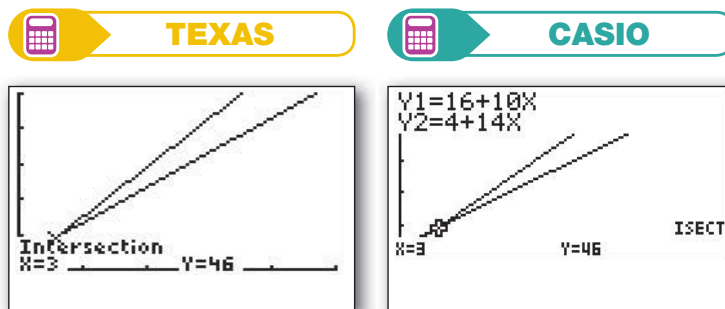 TEXAS
CASIO
Intersection
X=3 Y=46
Y1=16+10X
Y2=4+14X
ISECT
X=3 Y=46